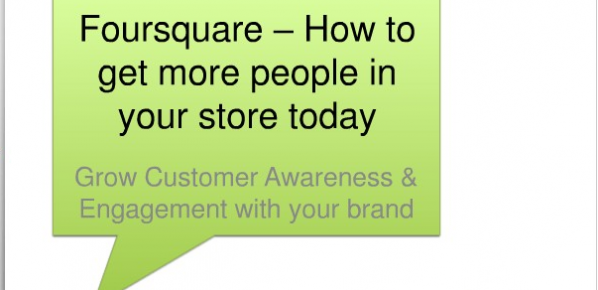 Foursquare – How to
get more people in
your store today
Grow Customer Awareness &
Engagement with your brand